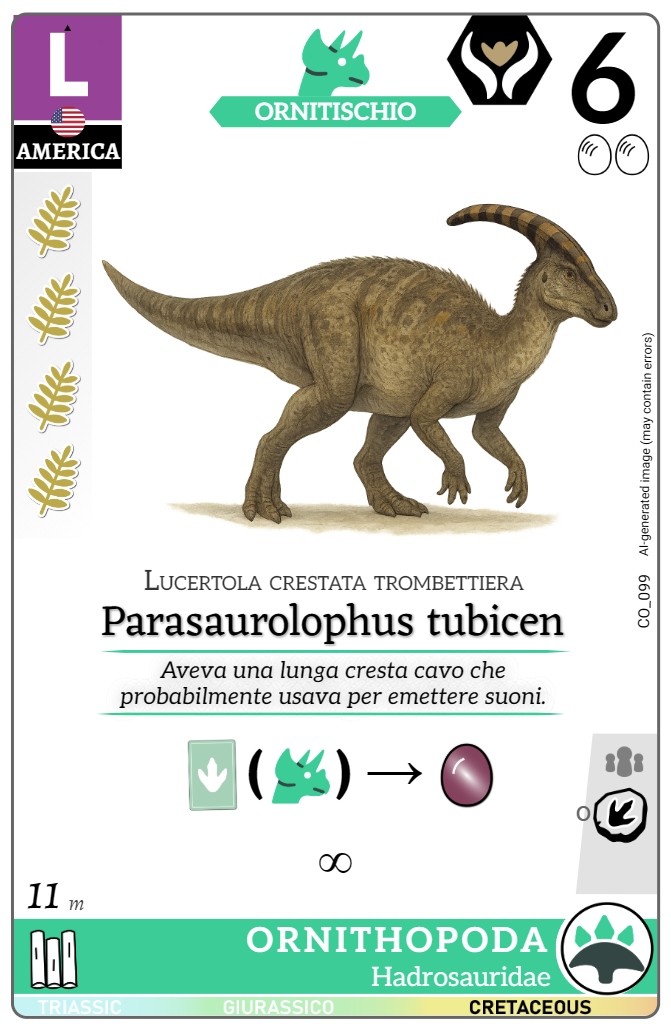 L
ORNITISCHIO
6
AMERICA
Lucertola crestata trombettiera
Parasaurolophus tubicen
Aveva una lunga cresta cavo che
probabilmente usava per emettere suoni.
( ) →
∞
O
11 m
ORNITHOPODA
Hadrosauridae
TRIASSIC GIURASSICO CRETACEOUS
CO_099 AI-generated image (may contain errors)